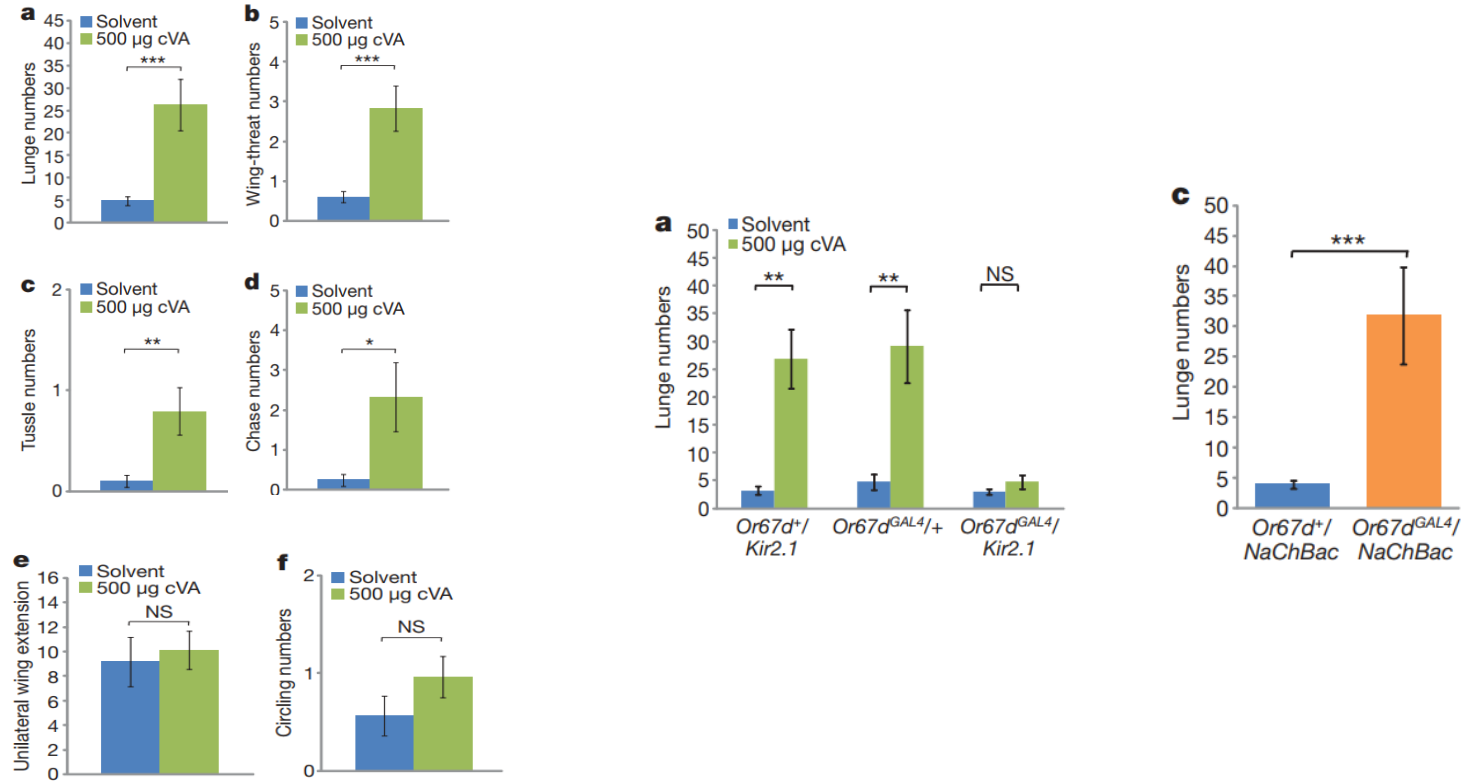 a
Solvent
500 µg cVA
Lunge numbers
45
40
35
30
25
20
15
10
5
0
***
b
Solvent
500 µg cVA
Wing-threat numbers
5
4
3
2
1
0
***
c
Solvent
500 µg cVA
Tussle numbers
2
1
0
**
d
Solvent
500 µg cVA
Chase numbers
5
4
3
2
1
0
*
e
Solvent
500 µg cVA
Unilateral wing extension
16
14
12
10
8
6
4
2
0
NS
f
Solvent
500 µg cVA
Circling numbers
2
1
0
NS
a
Solvent
500 µg cVA
Lunge numbers
50
45
40
35
30
25
20
15
10
5
0
**
**
NS
Or67d+/
Kir2.1
Or67dGAL4/+
Or67dGAL4/
Kir2.1
c
Lunge numbers
50
45
40
35
30
25
20
15
10
5
0
***
Or67d+/
NaChBac
Or67dGAL4/
NaChBac